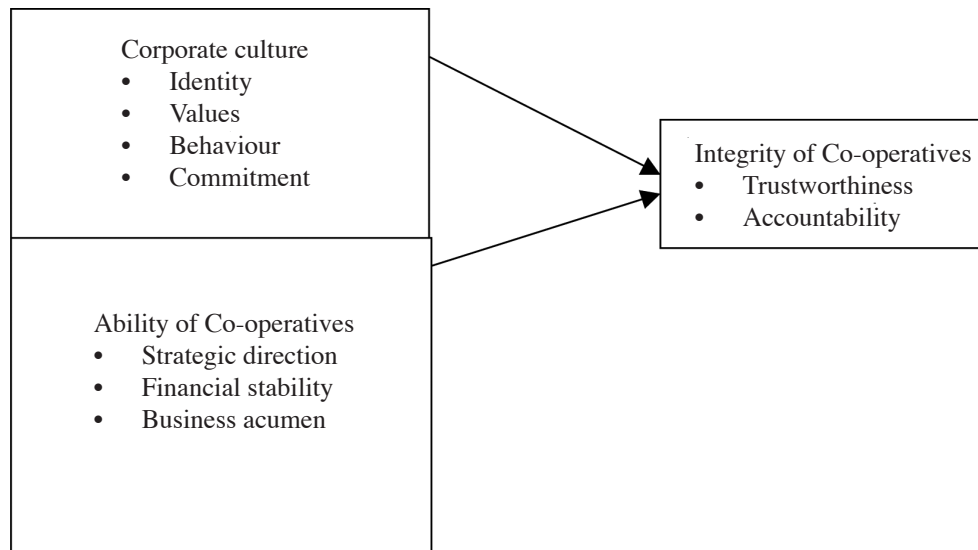 Corporate culture
• Identity
• Values
• Behaviour
• Commitment
Integrity of Co-operatives
• Trustworthiness
• Accountability
Ability of Co-operatives
• Strategic direction
• Financial stability
• Business acumen